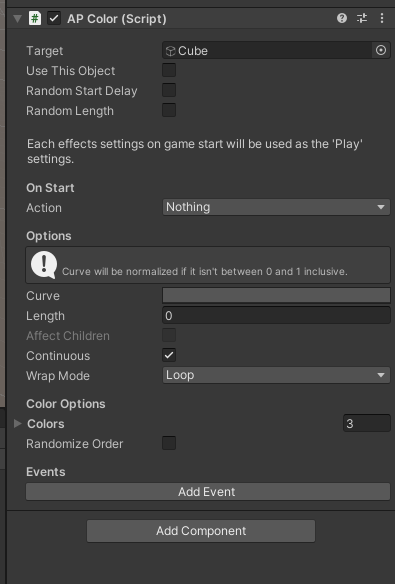 AP Color (Script)
Target Cube
Use This Object
Random Start Delay
Random Length
Each effects settings on game start will be used as the 'Play'
settings.
On Start
Action Nothing
Options
Curve will be normalized if it isn't between 0 and 1 inclusive.
Curve
Length 0
Affect Children
Continuous
Wrap Mode Loop
Color Options
Colors 3
Randomize Order
Events
Add Event
Add Component